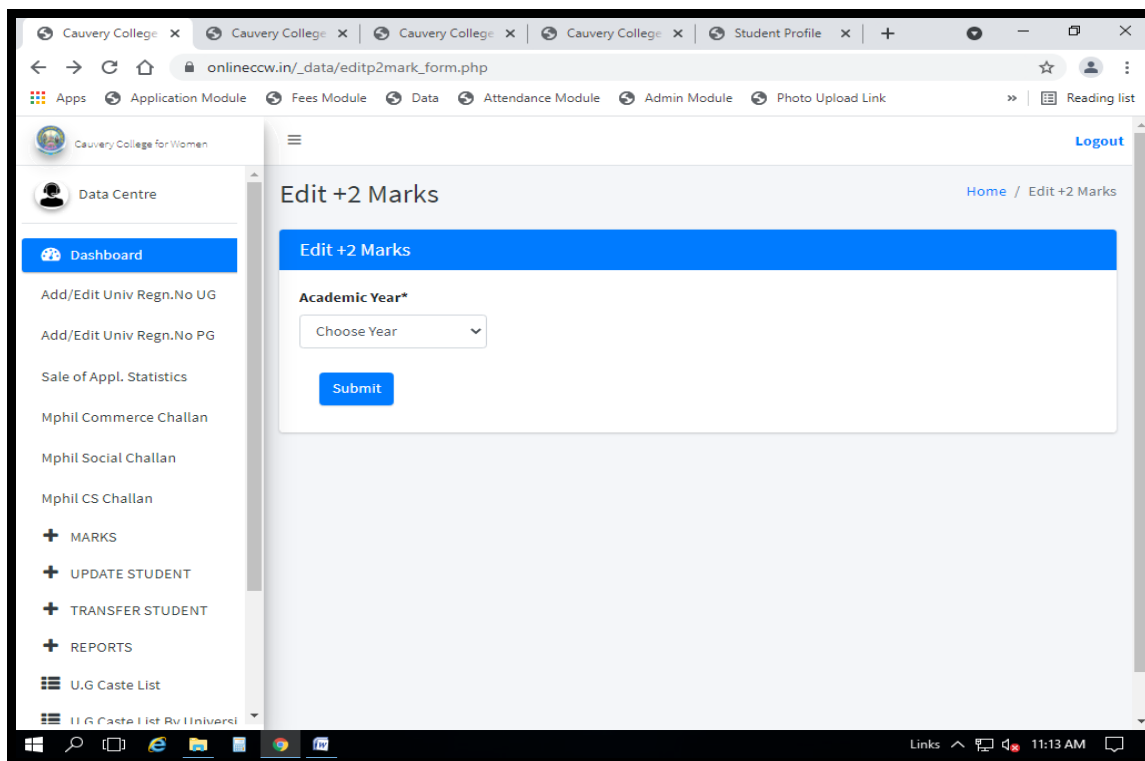 Cauvery College Cauvery College Cauvery College Cauvery College Student Profile
onlineccw.in/_data/editp2mark_form.php
Apps Application Module Fees Module Data Attendance Module Admin Module Photo Upload Link » Reading list
Cauvery College for Women
Logout
Data Centre
Edit +2 Marks
Home / Edit +2 Marks
Dashboard
Edit +2 Marks
Add/Edit Univ Regn.No UG
Academic Year*
Add/Edit Univ Regn.No PG
Choose Year
Sale of Appl. Statistics
Submit
Mphil Commerce Challan
Mphil Social Challan
Mphil CS Challan
MARKS
UPDATE STUDENT
TRANSFER STUDENT
REPORTS
U.G Caste List
U.G Caste List By Universi
Links 11:13 AM